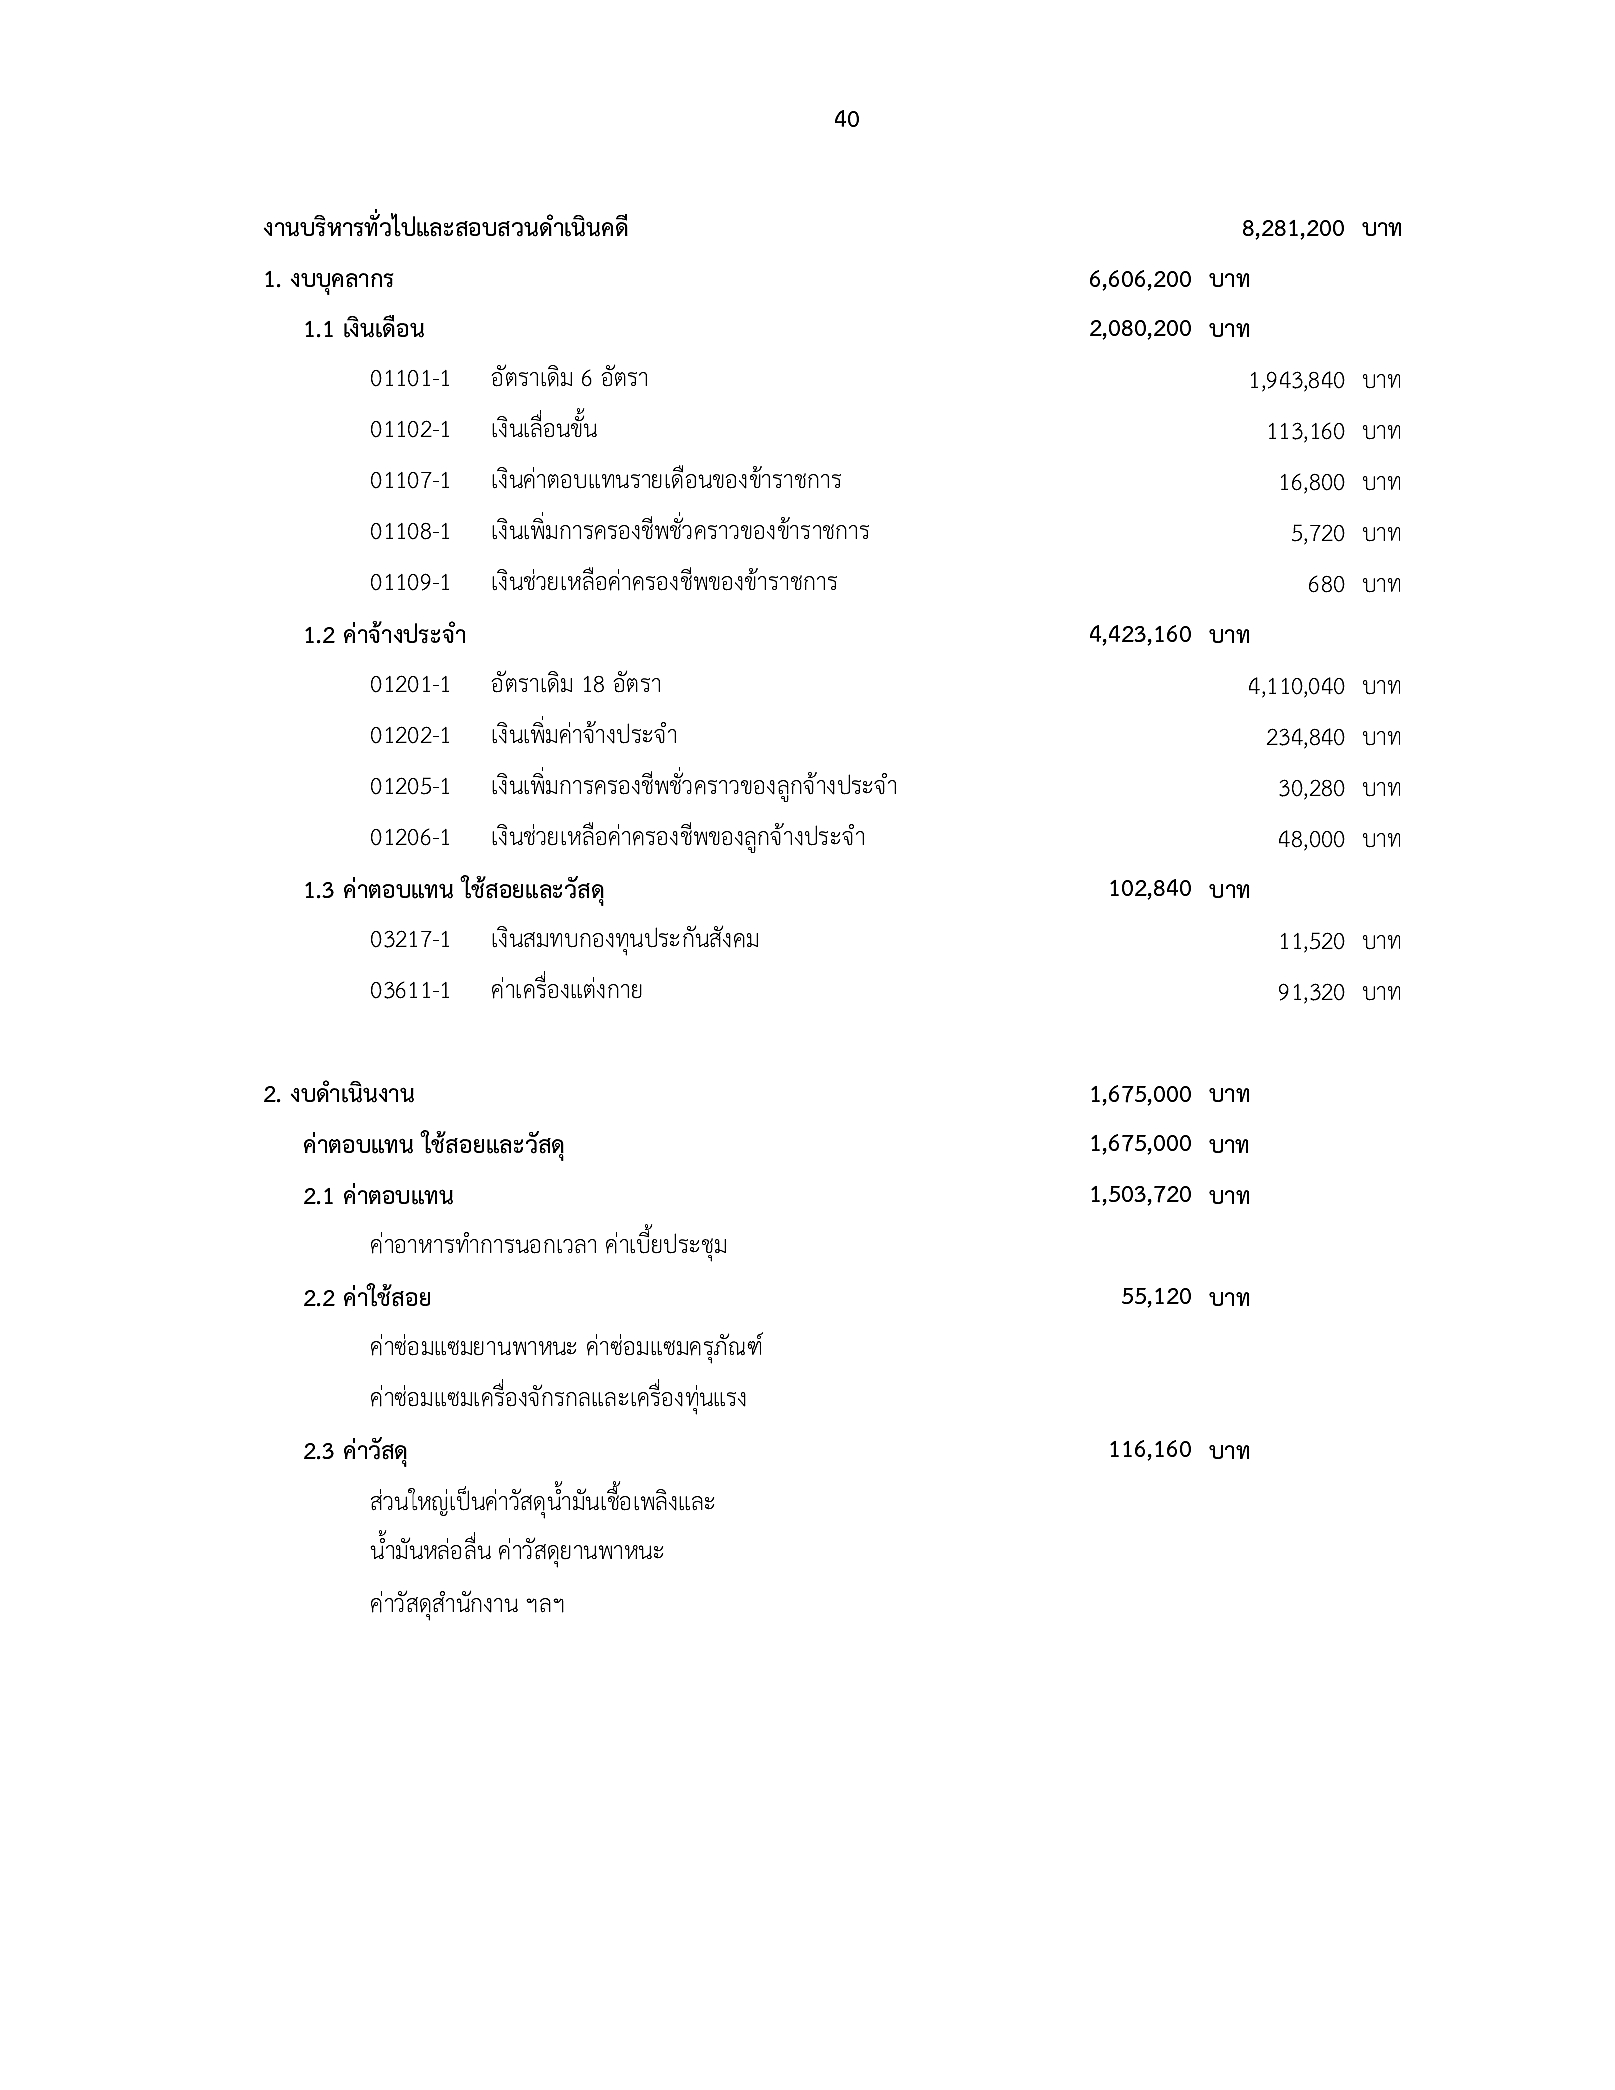 40
งานบริหารทั่วไปและสอบสวนดำเนินคดี 8,281,200 บาท
1. งบบุคลากร 6,606,200 บาท
1.1 เงินเดือน 2,080,200 บาท
01101-1 อัตราเดิม 6 อัตรา 1,943,840 บาท
01102-1 เงินเลื่อนขั้น 113,160 บาท
01107-1 เงินค่าตอบแทนรายเดือนของข้าราชการ 16,800 บาท
01108-1 เงินเพิ่มการครองชีพชั่วคราวของข้าราชการ 5,720 บาท
01109-1 เงินช่วยเหลือค่าครองชีพของข้าราชการ 680 บาท
1.2 ค่าจ้างประจำ 4,423,160 บาท
01201-1 อัตราเดิม 18 อัตรา 4,110,040 บาท
01202-1 เงินเพิ่มค่าจ้างประจำ 234,840 บาท
01205-1 เงินเพิ่มการครองชีพชั่วคราวของลูกจ้างประจำ 30,280 บาท
01206-1 เงินช่วยเหลือค่าครองชีพของลูกจ้างประจำ 48,000 บาท
1.3 ค่าตอบแทน ใช้สอยและวัสดุ 102,840 บาท
03217-1 เงินสมทบกองทุนประกันสังคม 11,520 บาท
03611-1 ค่าเครื่องแต่งกาย 91,320 บาท
2. งบดำเนินงาน 1,675,000 บาท
ค่าตอบแทน ใช้สอยและวัสดุ 1,675,000 บาท
2.1 ค่าตอบแทน 1,503,720 บาท
ค่าอาหารทำการนอกเวลา ค่าเบี้ยประชุม
2.2 ค่าใช้สอย 55,120 บาท
ค่าซ่อมแซมยานพาหนะ ค่าซ่อมแซมครุภัณฑ์
ค่าซ่อมแซมเครื่องจักรกลและเครื่องทุ่นแรง
2.3 ค่าวัสดุ 116,160 บาท
ส่วนใหญ่เป็นค่าวัสดุน้ำมันเชื้อเพลิงและ
น้ำมันหล่อลื่น ค่าวัสดุยานพาหนะ
ค่าวัสดุสำนักงาน ฯลฯ